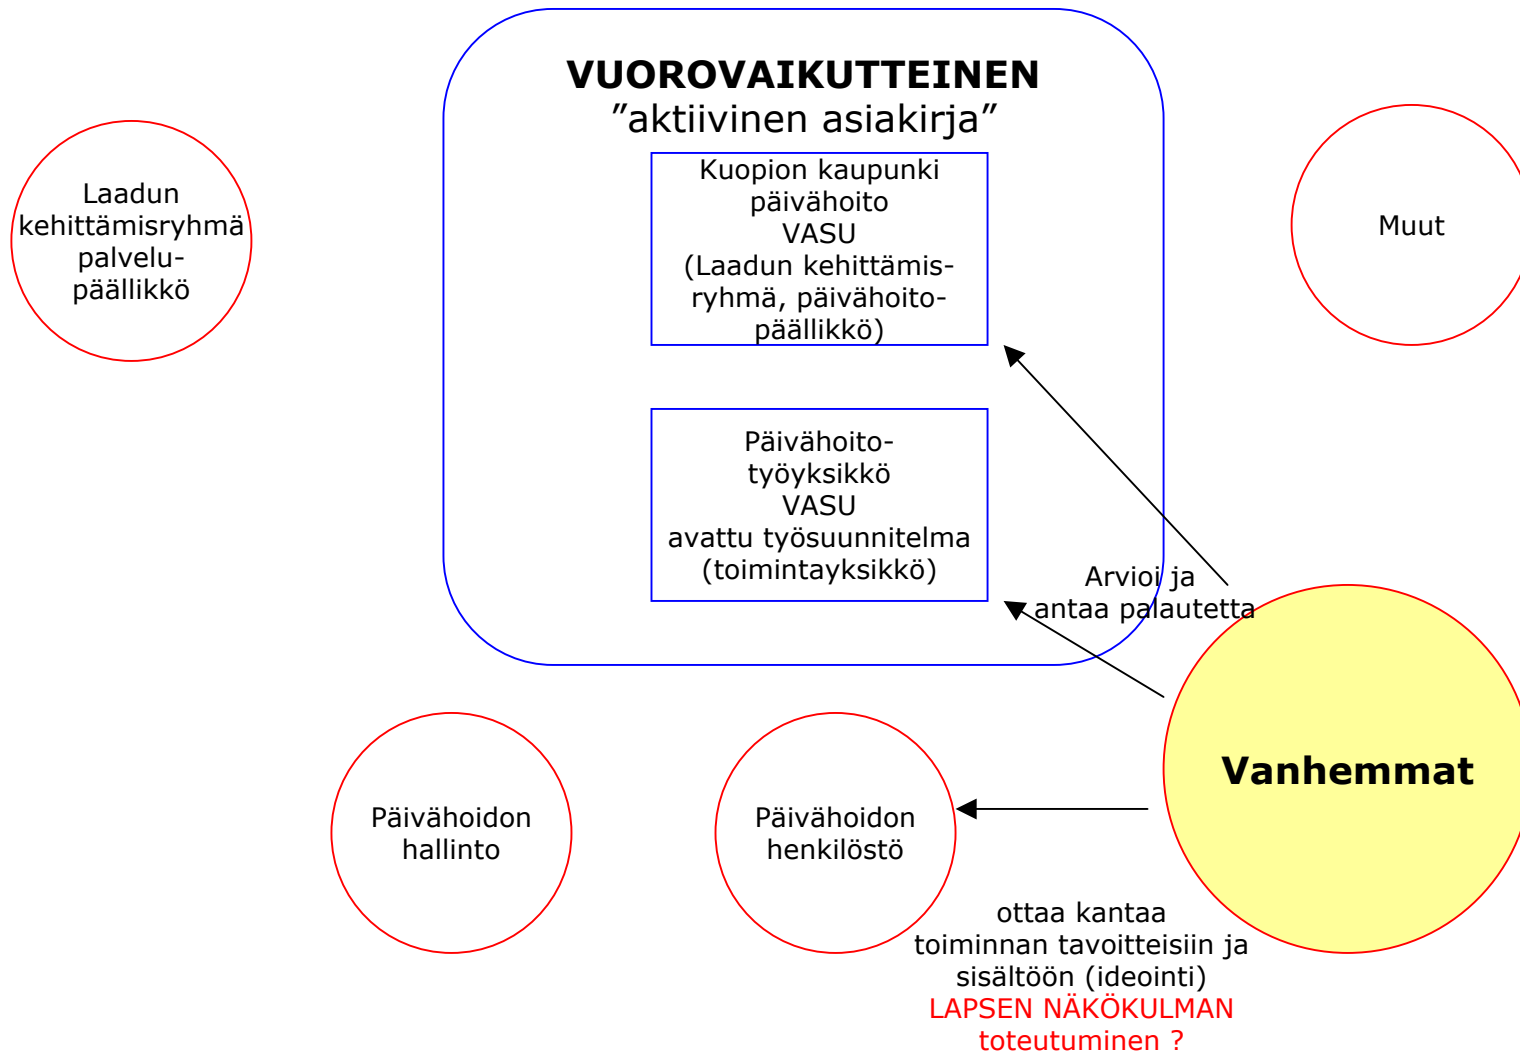 VUOROVAIKUTTEINEN
”aktiivinen asiakirja”
Laadun
kehittämisryhmä
palvelu-
päällikkö
Kuopion kaupunki
päivähoito
VASU
(Laadun kehittämis-
ryhmä, päivähoito-
päällikkö)
Muut
Päivähoito-
työyksikkö
VASU
avattu työsuunnitelma
(toimintayksikkö)
Arvioi ja
antaa palautetta
Vanhemmat
Päivähoidon
hallinto
Päivähoidon
henkilöstö
ottaa kantaa
toiminnan tavoitteisiin ja
sisältöön (ideointi)
LAPSEN NÄKÖKULMAN
toteutuminen ?